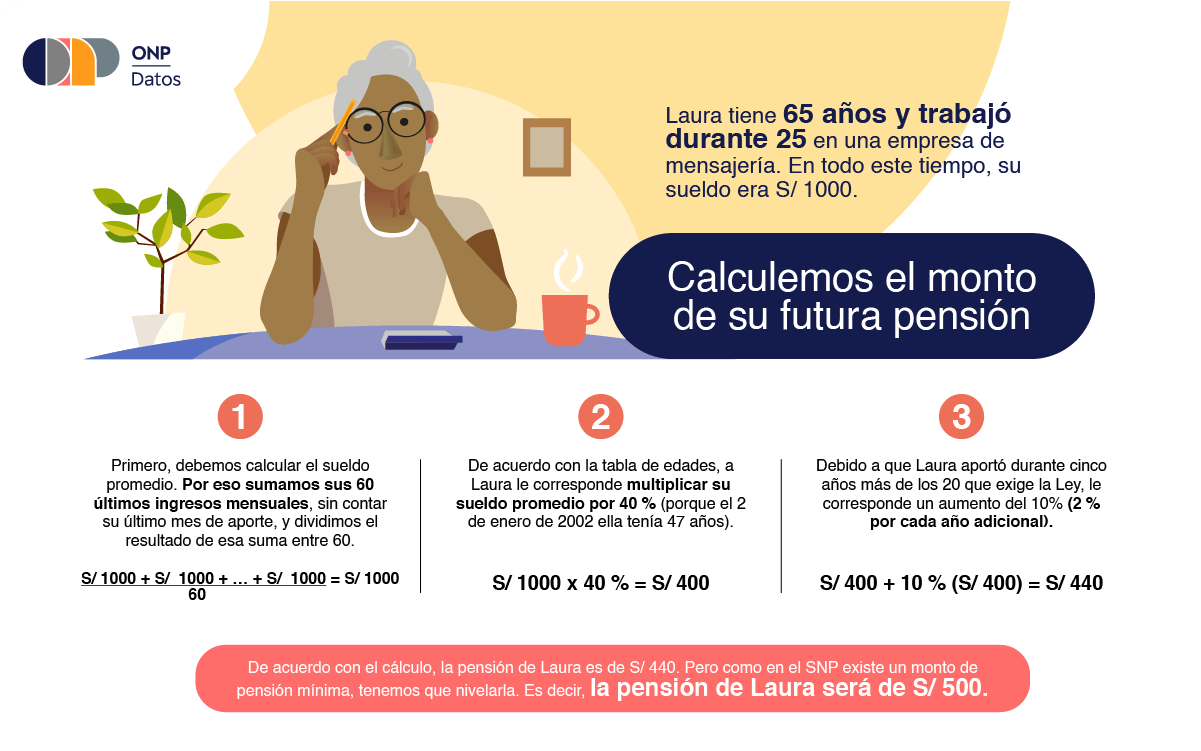 ONP
Datos
Laura tiene 65 años y trabajó
durante 25 en una empresa de
mensajería. En todo este tiempo, su
sueldo era S/ 1000.
Calculemos el monto
de su futura pensión
1
Primero, debemos calcular el sueldo
promedio. Por eso sumamos sus 60
últimos ingresos mensuales, sin contar
su último mes de aporte, y dividimos el
resultado de esa suma entre 60.
S/ 1000 + S/ 1000 + ... + S/ 1000 = S/ 1000
60
2
De acuerdo con la tabla de edades, a
Laura le corresponde multiplicar su
sueldo promedio por 40 % (porque el 2
de enero de 2002 ella tenía 47 años).
S/ 1000 x 40 % = S/ 400
3
Debido a que Laura aportó durante cinco
años más de los 20 que exige la Ley, le
corresponde un aumento del 10% (2 %
por cada año adicional).
S/ 400 + 10 % (S/ 400) = S/ 440
De acuerdo con el cálculo, la pensión de Laura es de S/ 440. Pero como en el SNP existe un monto de
pensión mínima, tenemos que nivelarla. Es decir, la pensión de Laura será de S/ 500.